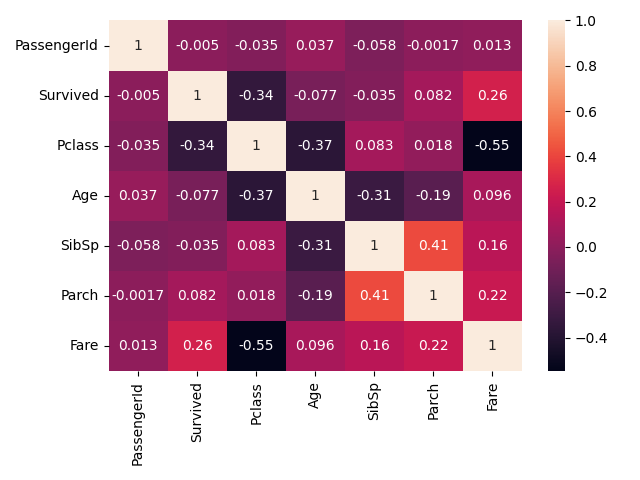 PassengerId 1 -0.005 -0.035 0.037 -0.058 -0.0017 0.013
Survived -0.005 1 -0.34 -0.077 -0.035 0.082 0.26
Pclass -0.035 -0.34 1 -0.37 0.083 0.018 -0.55
Age 0.037 -0.077 -0.37 1 -0.31 -0.19 0.096
SibSp -0.058 -0.035 0.083 -0.31 1 0.41 0.16
Parch -0.0017 0.082 0.018 -0.19 0.41 1 0.22
Fare 0.013 0.26 -0.55 0.096 0.16 0.22 1
PassengerId Survived Pclass Age SibSp Parch Fare
1.0
0.8
0.6
0.4
0.2
0.0
−0.2
−0.4